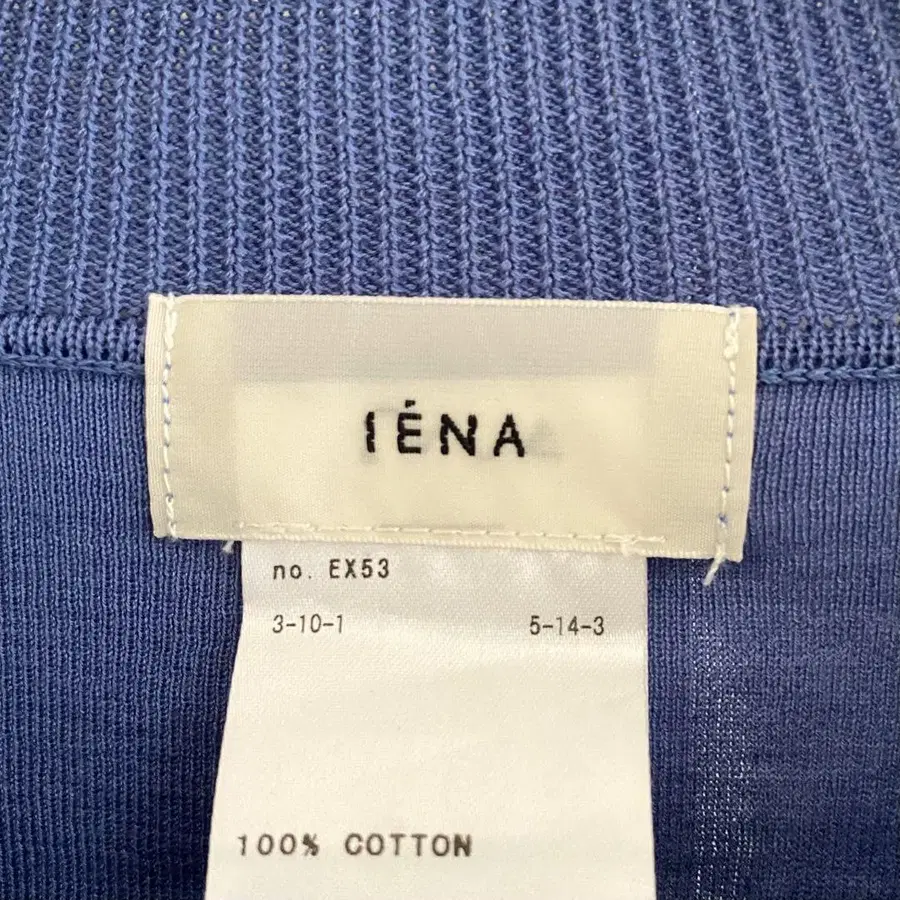 IÉNA
no. EX53
3-10-1 5-14-3
100% COTTON